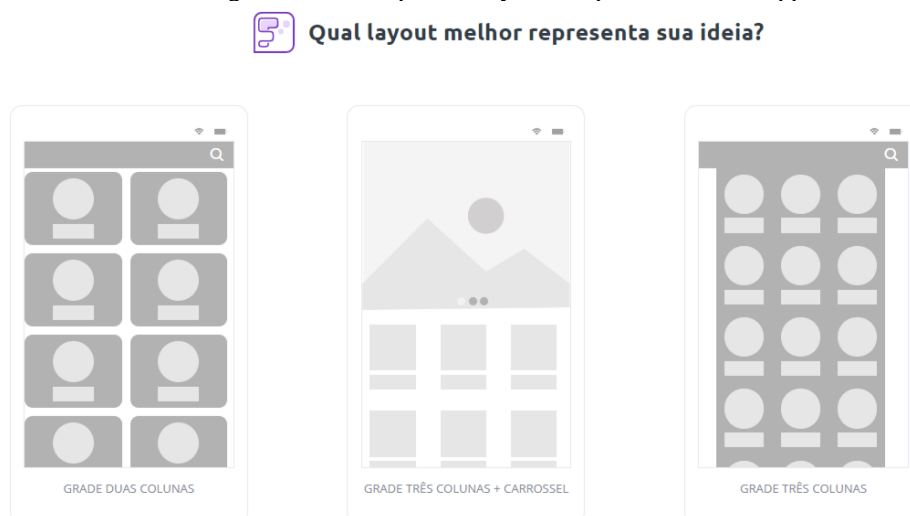 Qual layout melhor representa sua ideia?
GRADE DUAS COLUNAS
GRADE TRÊS COLUNAS + CARROSSEL
GRADE TRÊS COLUNAS